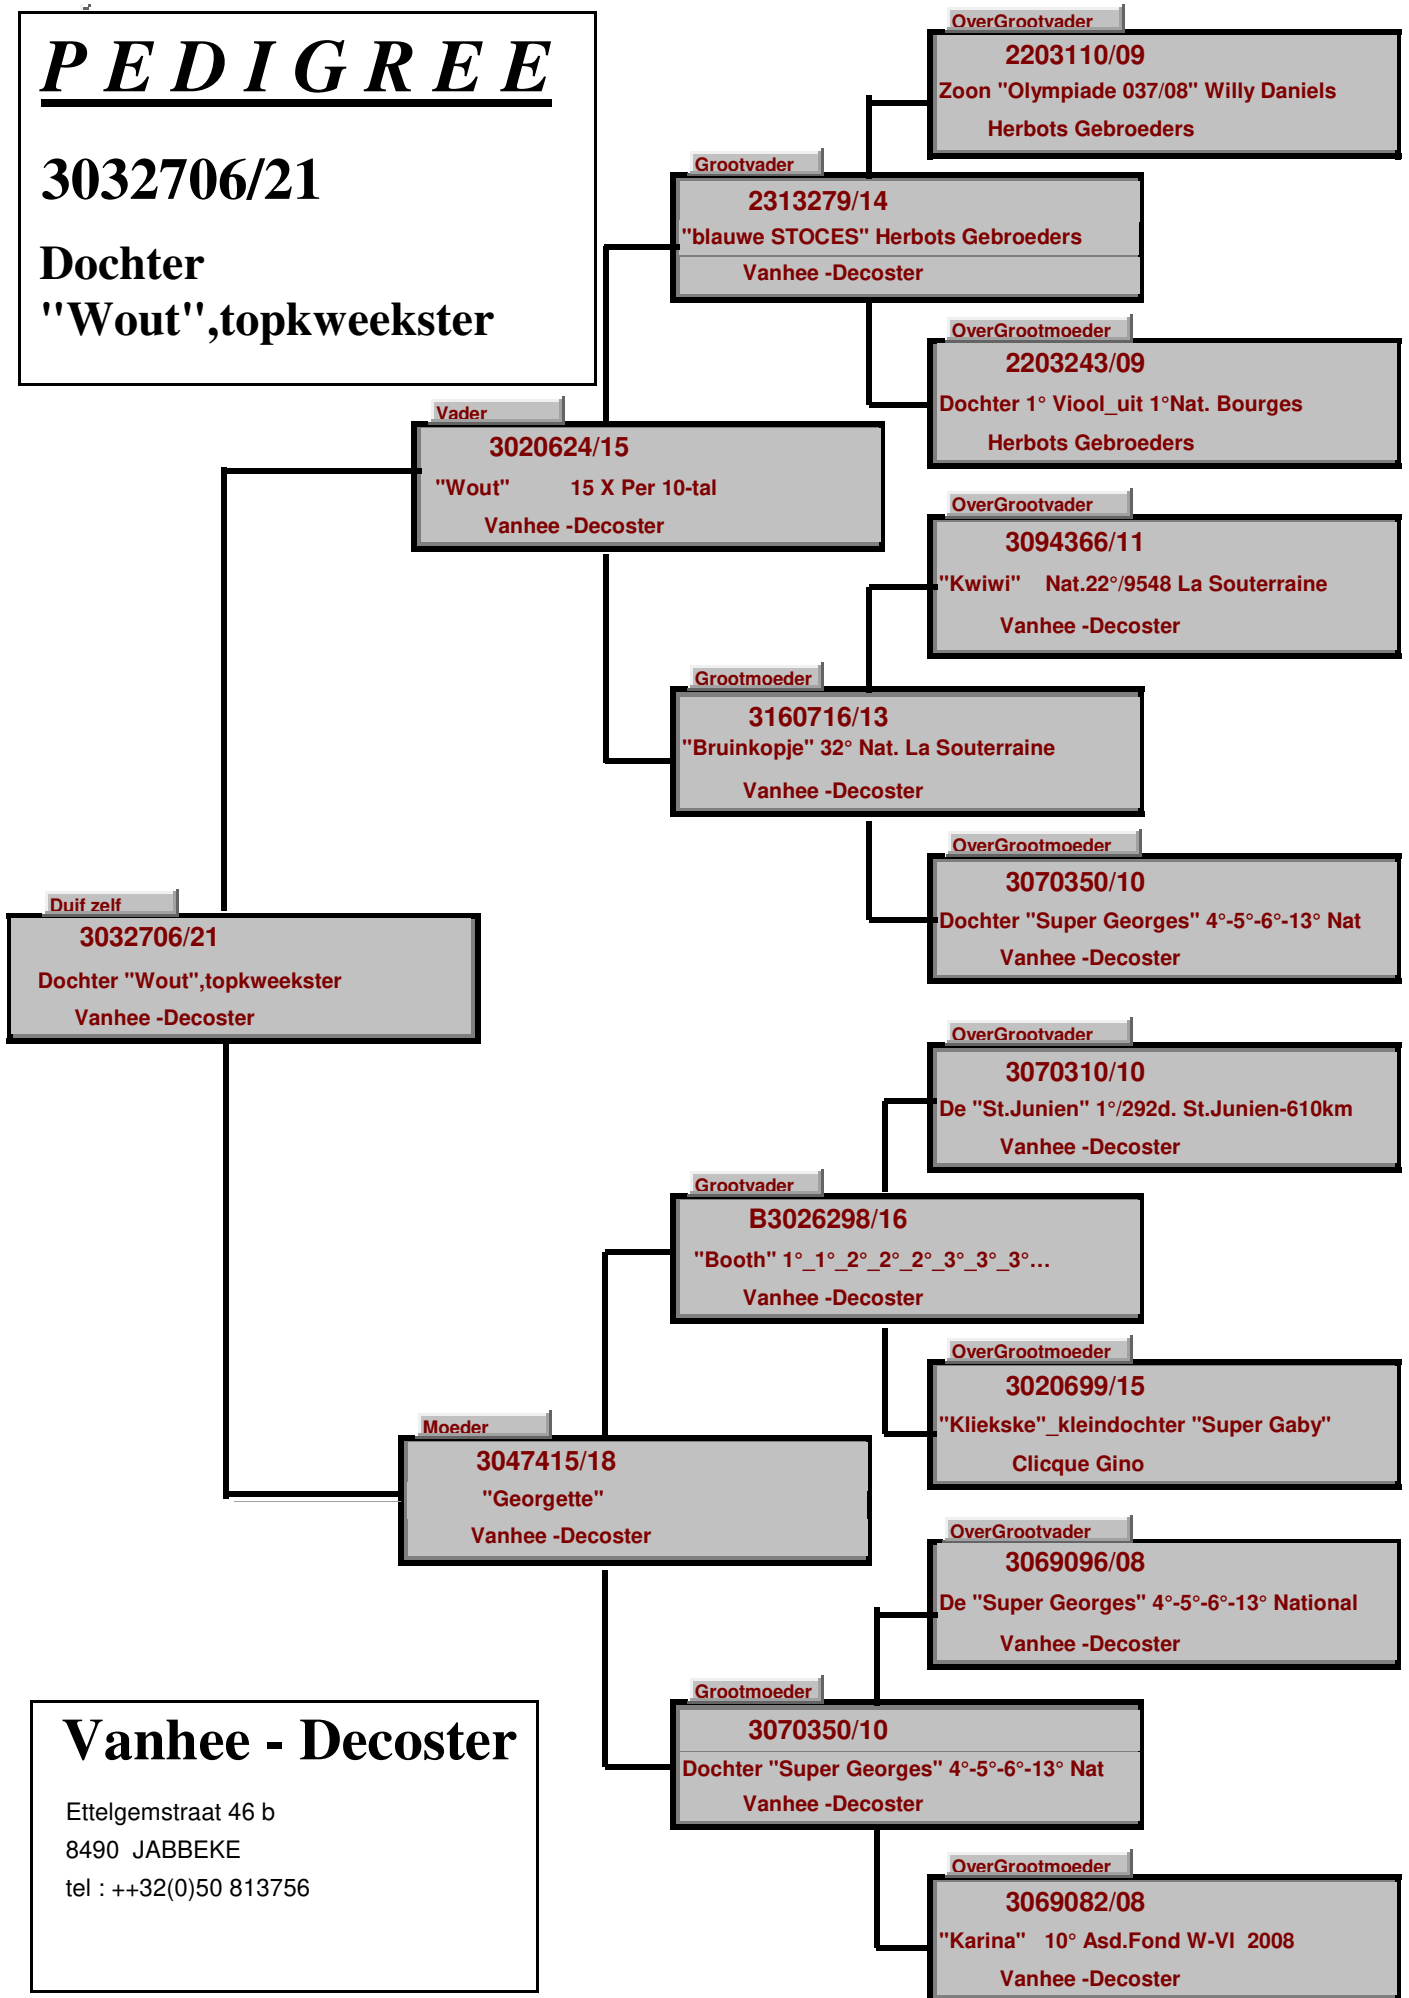 P E D I G R E E
3032706/21
Dochter
"Wout",topkweekster
OverGrootvader
2203110/09
Zoon "Olympiade 037/08" Willy Daniels
Herbots Gebroeders
Grootvader
2313279/14
"blauwe STOCES" Herbots Gebroeders
Vanhee -Decoster
OverGrootmoeder
2203243/09
Dochter 1° Viool_uit 1°Nat. Bourges
Herbots Gebroeders
Vader
3020624/15
"Wout" 15 X Per 10-tal
Vanhee -Decoster
OverGrootvader
3094366/11
"Kwiwi" Nat.22°/9548 La Souterraine
Vanhee -Decoster
Grootmoeder
3160716/13
"Bruinkopje" 32° Nat. La Souterraine
Vanhee -Decoster
OverGrootmoeder
3070350/10
Dochter "Super Georges" 4°-5°-6°-13° Nat
Vanhee -Decoster
Duif zelf
3032706/21
Dochter "Wout",topkweekster
Vanhee -Decoster
OverGrootvader
3070310/10
De "St.Junien" 1°/292d. St.Junien-610km
Vanhee -Decoster
Grootvader
B3026298/16
"Booth" 1°_1°_2°_2°_2°_3°_3°_3°...
Vanhee -Decoster
OverGrootmoeder
3020699/15
"Kliekske"_kleindochter "Super Gaby"
Clicque Gino
Moeder
3047415/18
"Georgette"
Vanhee -Decoster
OverGrootvader
3069096/08
De "Super Georges" 4°-5°-6°-13° National
Vanhee -Decoster
Grootmoeder
3070350/10
Dochter "Super Georges" 4°-5°-6°-13° Nat
Vanhee -Decoster
OverGrootmoeder
3069082/08
"Karina" 10° Asd.Fond W-Vl 2008
Vanhee -Decoster
Vanhee - Decoster
Ettelgemstraat 46 b
8490 JABBEKE
tel : ++32(0)50 813756